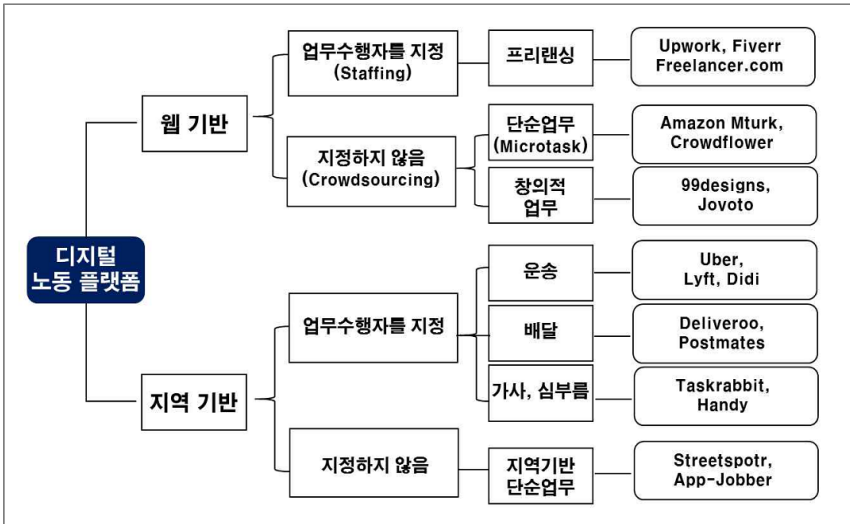 디지털
노동 플랫폼
웹 기반
업무수행자를 지정
(Staffing)
프리랜싱
Upwork, Fiverr
Freelancer.com
지정하지 않음
(Crowdsourcing)
단순업무
(Microtask)
Amazon Mturk,
Crowdflower
창의적
업무
99designs,
Jovoto
지역 기반
업무수행자를 지정
운송
Uber,
Lyft, Didi
배달
Deliveroo,
Postmates
가사, 심부름
Taskrabbit,
Handy
지정하지 않음
지역기반
단순업무
Streetspotr,
App-Jobber